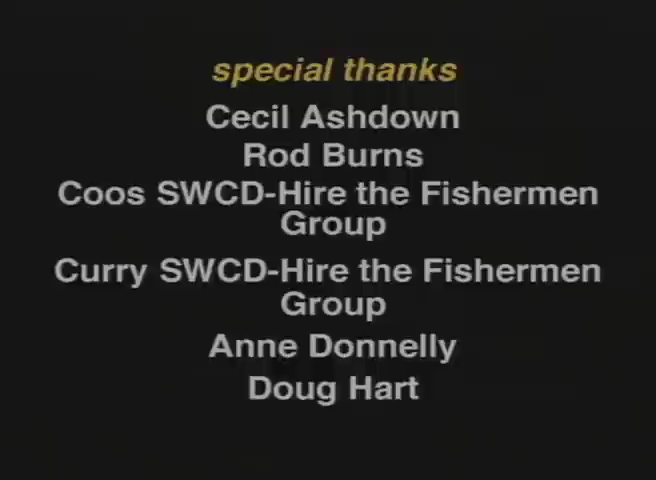 special thanks
Cecil Ashdown
Rod Burns
Coos SWCD-Hire the Fishermen
Group
Curry SWCD-Hire the Fishermen
Group
Anne Donnelly
Doug Hart